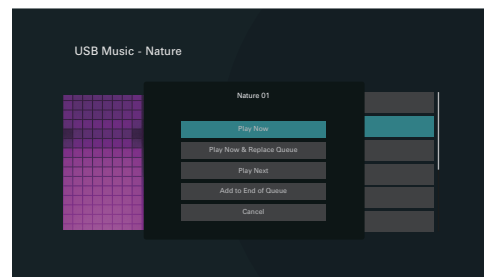 USB Music - Nature
Nature 01
Play Now
Play Now & Replace Queue
Play Next
Add to End of Queue
Cancel